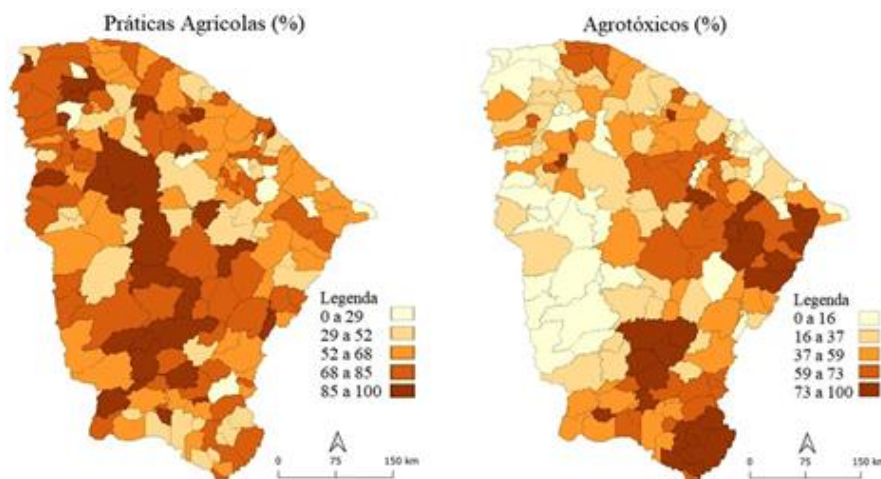 Práticas Agrícolas (%)
Legenda
0 a 29
29 a 52
52 a 68
68 a 85
85 a 100
0 75 150 km
Agrotóxicos (%)
Legenda
0 a 16
16 a 37
37 a 59
59 a 73
73 a 100
0 75 150 km